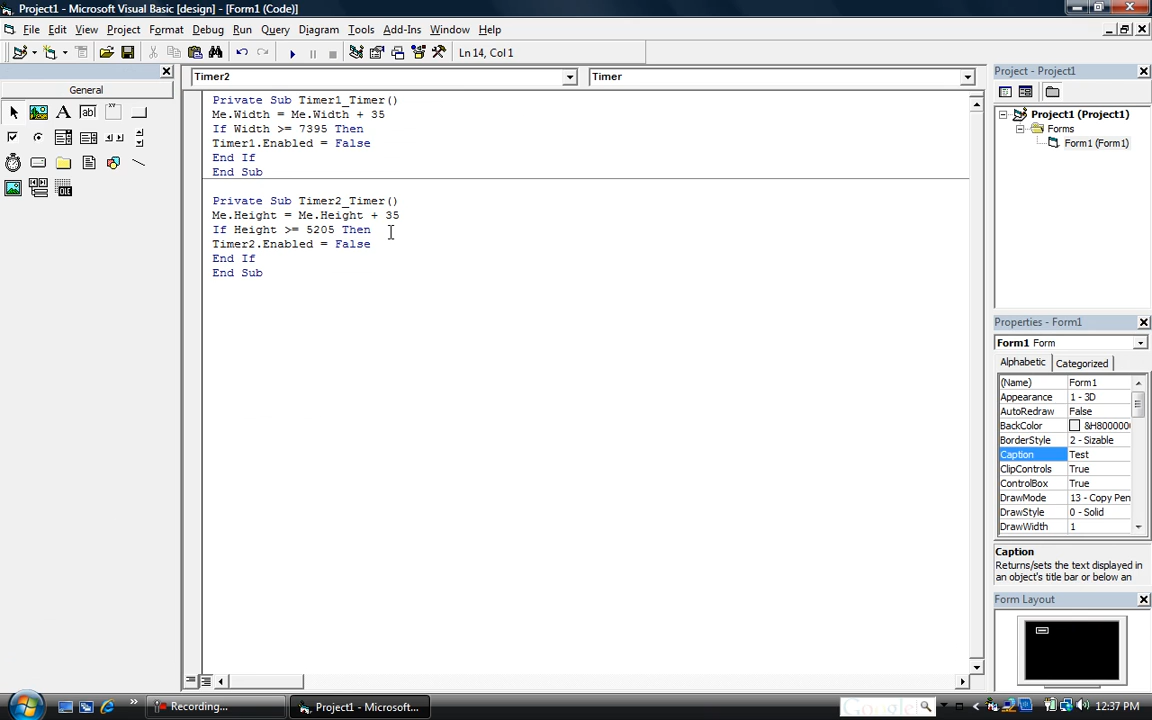 Project1 - Microsoft Visual Basic [design] - [Form1 (Code)]
File Edit View Project Format Debug Run Query Diagram Tools Add-Ins Window Help
Ln 14, Col 1
General
Timer2
Timer
Private Sub Timer1_Timer()
Me.Width = Me.Width + 35
If Width >= 7395 Then
Timer1.Enabled = False
End If
End Sub
Private Sub Timer2_Timer()
Me.Height = Me.Height + 35
If Height >= 5205 Then
Timer2.Enabled = False
End If
End Sub
Project - Project1
Project1 (Project1)
Forms
Form1 (Form1)
Properties - Form1
Form1 Form
Alphabetic Categorized
(Name) Form1
Appearance 1 - 3D
AutoRedraw False
BackColor &H800000
BorderStyle 2 - Sizable
Caption Test
ClipControls True
ControlBox True
DrawMode 13 - Copy Pen
DrawStyle 0 - Solid
DrawWidth 1
Caption
Returns/sets the text displayed in
an object's title bar or below an
Form Layout
Recording...
Project1 - Microsoft...
Google
12:37 PM